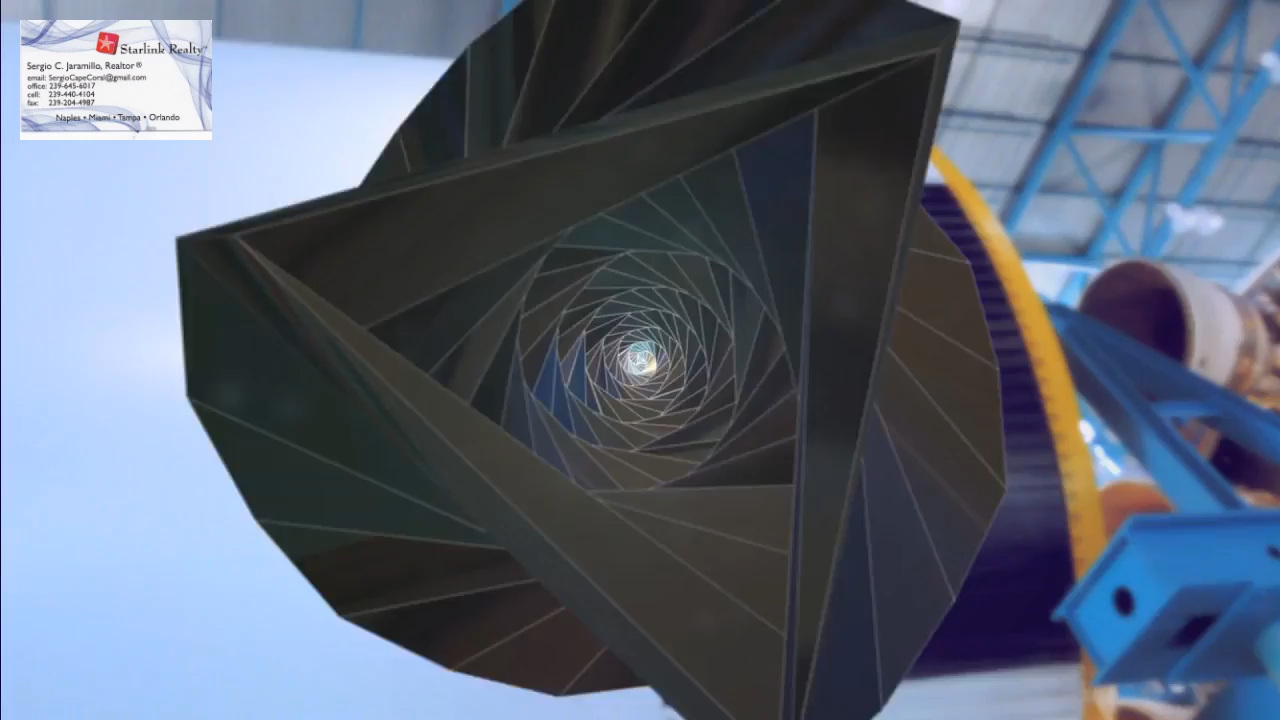 Starlink Realty
Sergio C. Jaramillo, Realtor ®
email: SergioCapeCoral@gmail.com
office: 239-645-6017
cell: 239-440-4104
fax: 239-204-4987
Naples • Miami • Tampa • Orlando